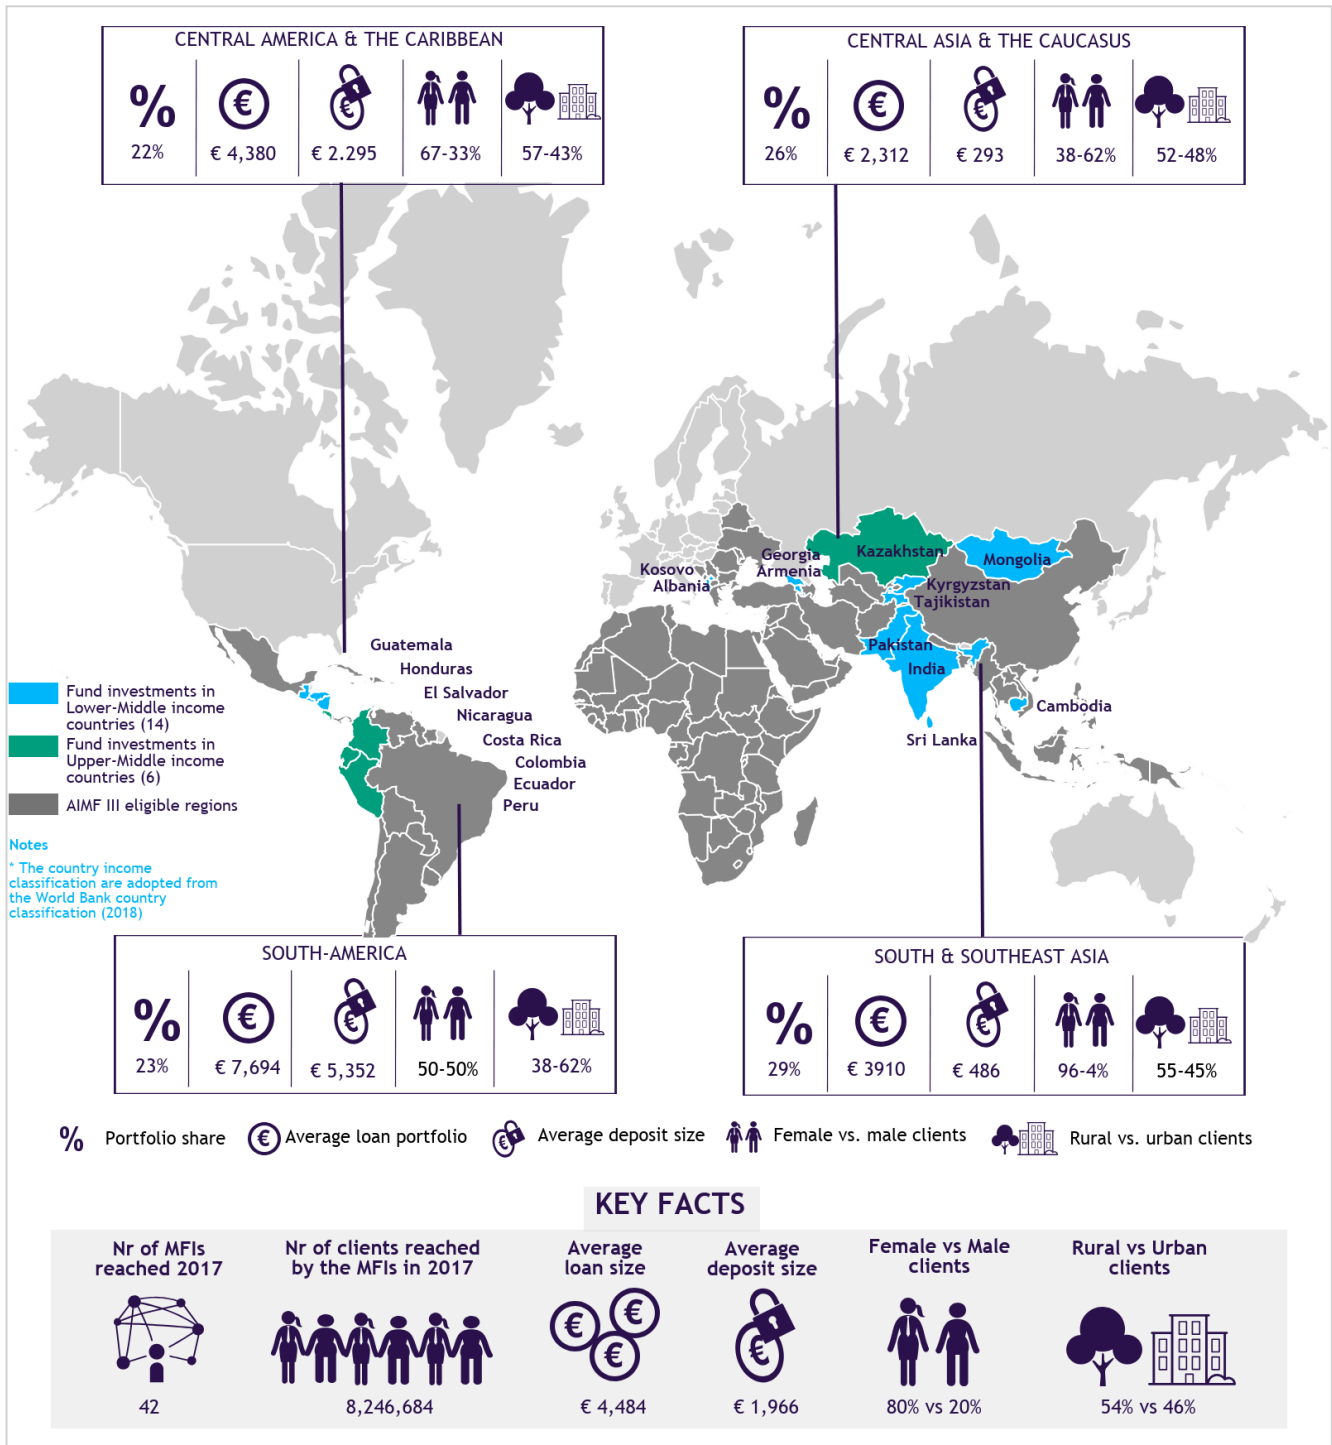 CENTRAL AMERICA & THE CARIBBEAN
%
€
€
22%
€ 4,380
€ 2.295
67-33%
57-43%
CENTRAL ASIA & THE CAUCASUS
%
€
€
26%
€ 2,312
€ 293
38-62%
52-48%
Georgia
Kazakhstan
Mongolia
Kosovo
Armenia
Albania
Kyrgyzstan
Tajikistan
Pakistan
India
Cambodia
Sri Lanka
Guatemala
Honduras
El Salvador
Nicaragua
Costa Rica
Colombia
Ecuador
Peru
Fund investments in
Lower-Middle income
countries (14)
Fund investments in
Upper-Middle income
countries (6)
AIMF III eligible regions
Notes
* The country income
classification are adopted from
the World Bank country
classification (2018)
SOUTH-AMERICA
%
€
€
23%
€ 7,694
€ 5,352
50-50%
38-62%
SOUTH & SOUTHEAST ASIA
%
€
€
29%
€ 3910
€ 486
96-4%
55-45%
% Portfolio share
€ Average loan portfolio
€ Average deposit size
Female vs. male clients
Rural vs. urban clients
KEY FACTS
Nr of MFIs
reached 2017
42
Nr of clients reached
by the MFIs in 2017
8,246,684
Average
loan size
€
€
€
€ 4,484
Average
deposit size
€
€ 1,966
Female vs Male
clients
80% vs 20%
Rural vs Urban
clients
54% vs 46%